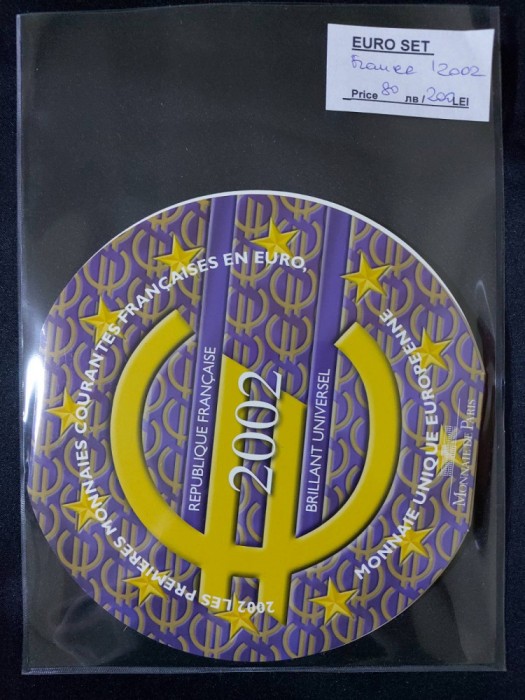 EURO SET
France 2002
Price 80 лв / 200 LEI
2002 LES PREMIÈRES MONNAIES COURANTES FRANÇAISES EN EURO,
MONNAIE UNIQUE EUROPÉENNE
REPUBLIQUE FRANÇAISE
2002
BRILLANT UNIVERSEL
MONNAIE DE PARIS